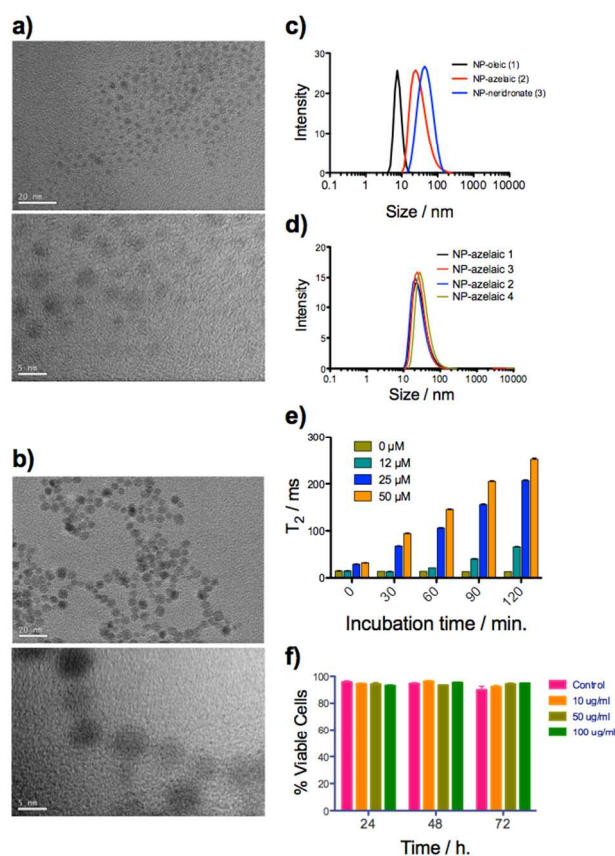 a)
20 nm
5 nm
b)
20 nm
5 nm
c)
NP-oleic (1)
NP-azelaic (2)
NP-neridronate (3)
Intensity
30
20
10
0
0.1 1 10 100 1000 10000
Size / nm
d)
NP-azelaic 1
NP-azelaic 3
NP-azelaic 2
NP-azelaic 4
Intensity
20
15
10
5
0
0.1 1 10 100 1000 10000
Size / nm
e)
0 µM
12 µM
25 µM
50 µM
T2 / ms
300
200
100
0
0 30 60 90 120
Incubation time / min.
f)
Control
10 ug/ml
50 ug/ml
100 ug/ml
% Viable Cells
100
80
60
40
20
0
24 48 72
Time / h.